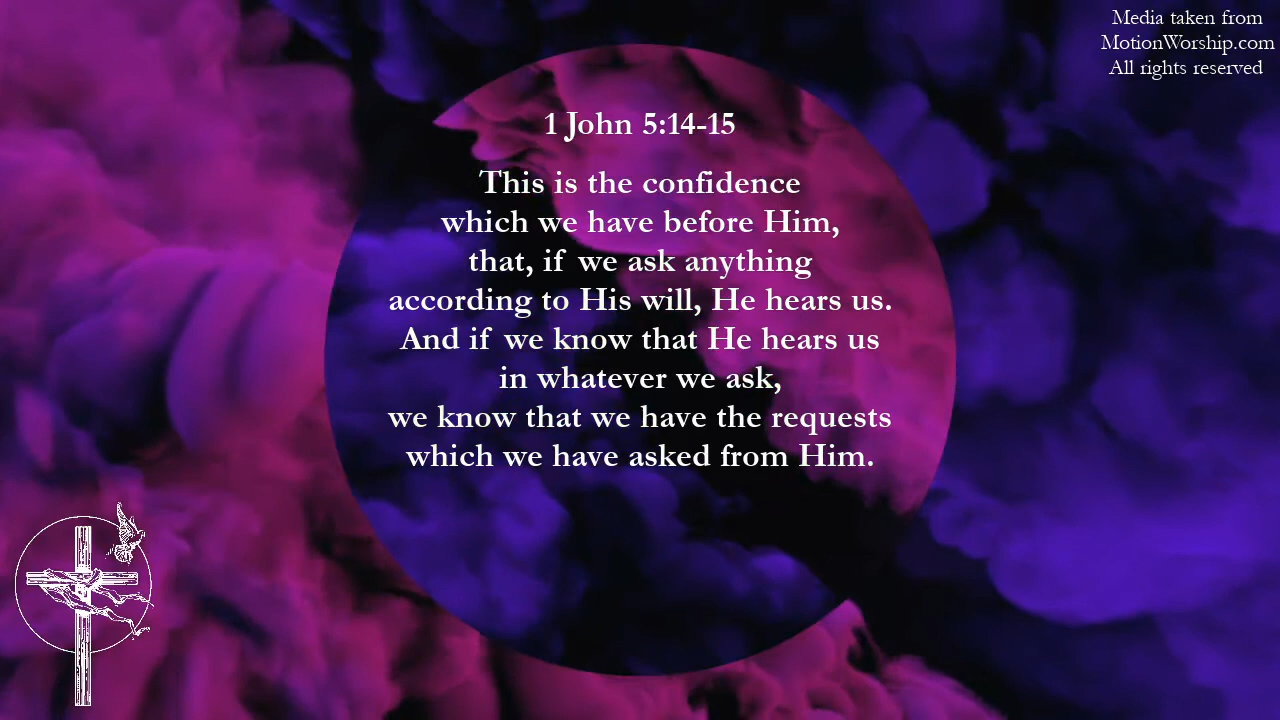 Media taken from
MotionWorship.com
All rights reserved
1 John 5:14-15
This is the confidence
which we have before Him,
that, if we ask anything
according to His will, He hears us.
And if we know that He hears us
in whatever we ask,
we know that we have the requests
which we have asked from Him.